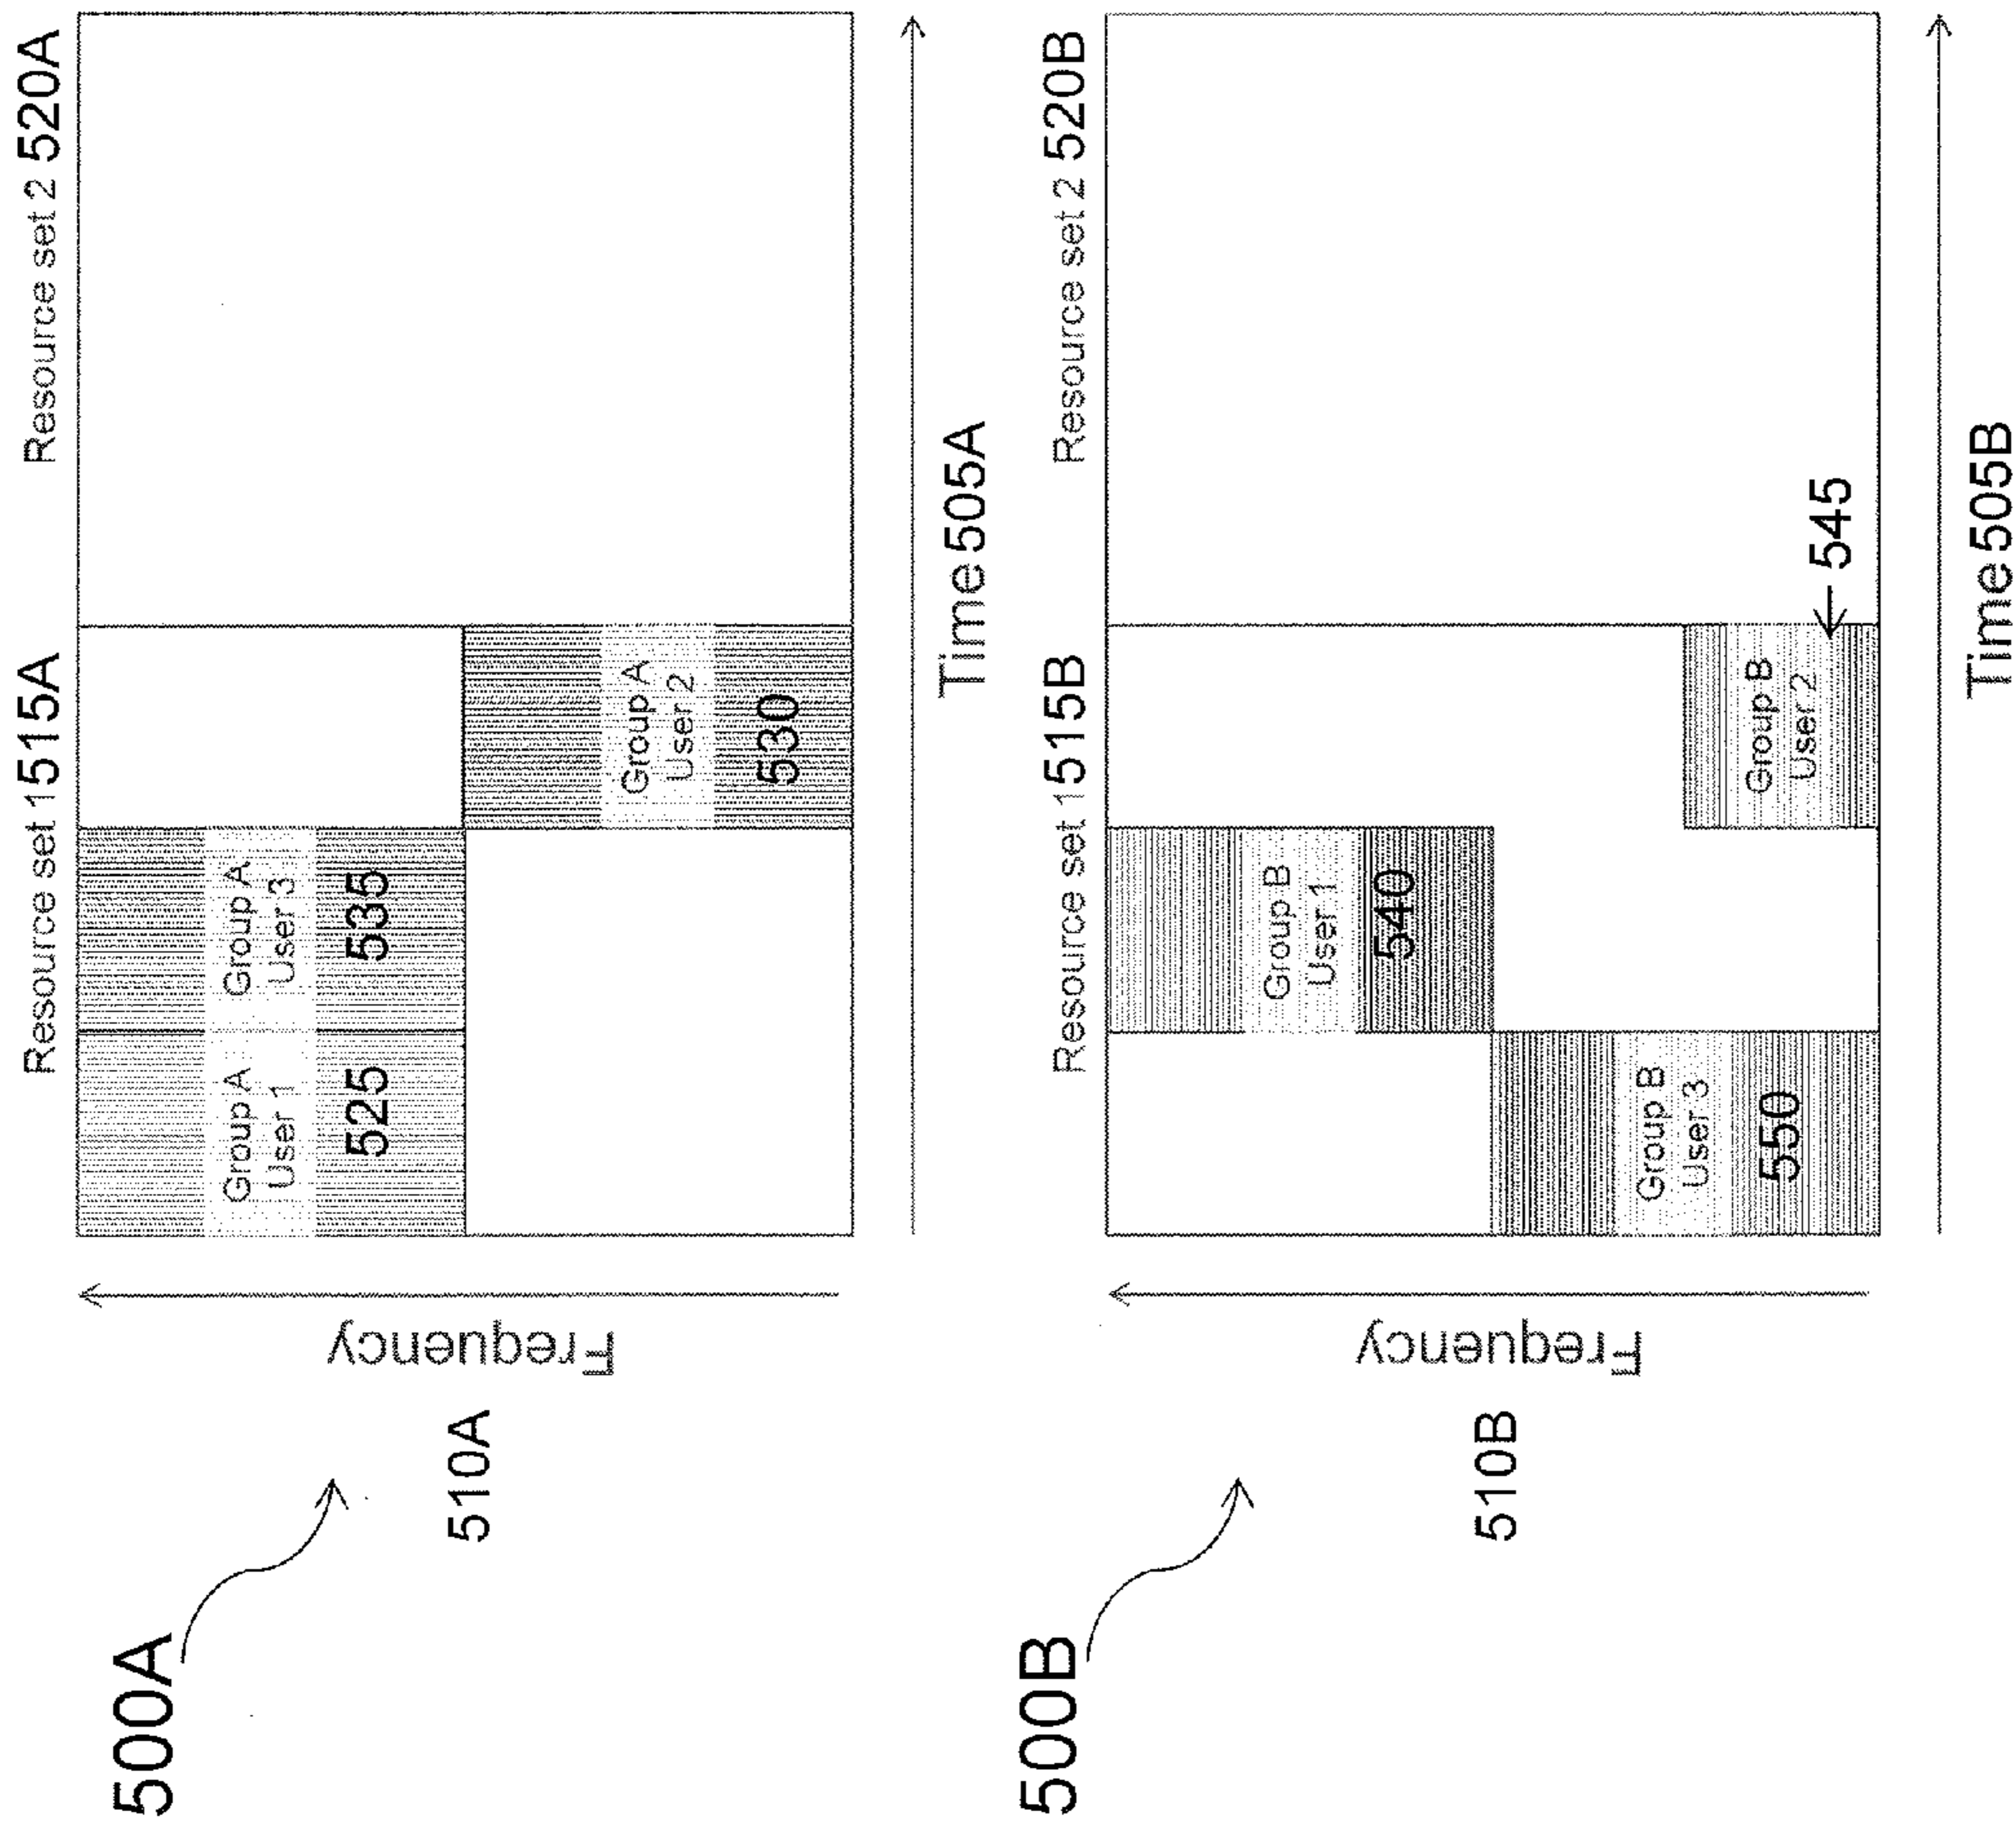 500A
Resource set 1 515A
Resource set 2 520A
510A
Frequency
Group A
User 1
525
Group A
User 3
535
Group A
User 2
530
Time 505A
500B
Resource set 1 515B
Resource set 2 520B
510B
Frequency
Group B
User 1
540
Group B
User 3
550
Group B
User 2
545
Time 505B